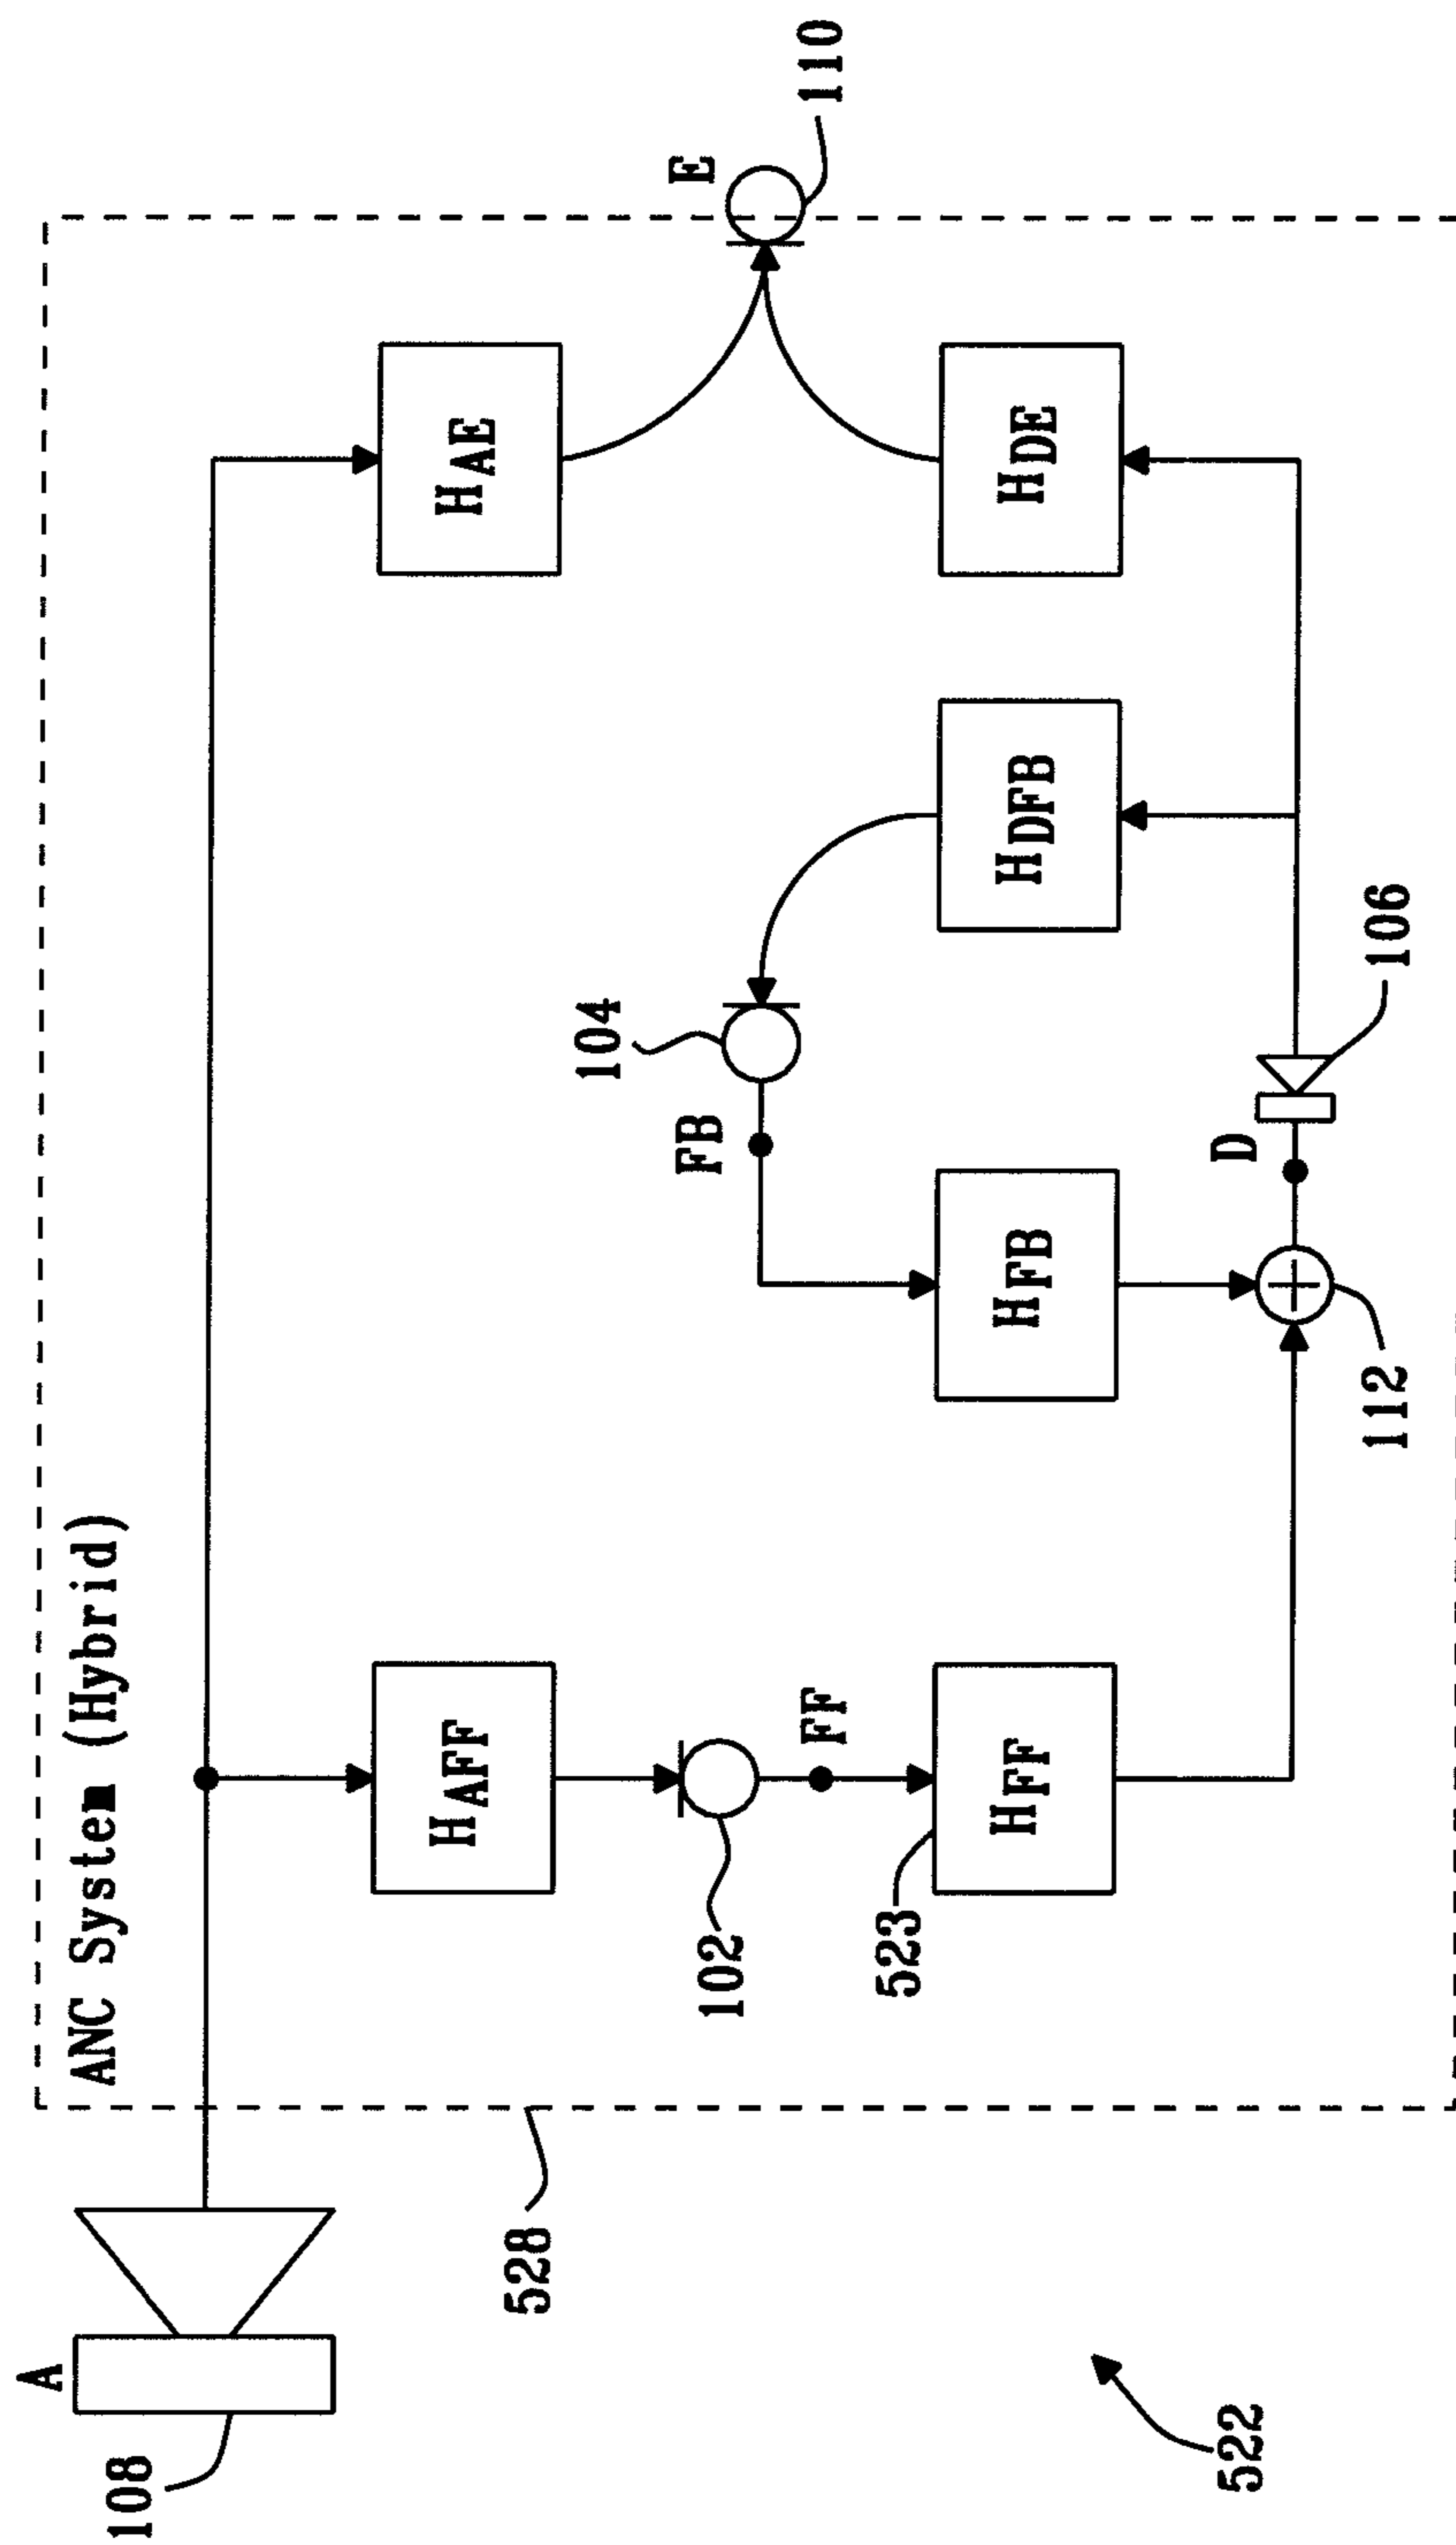 A
108
ANC System (Hybrid)
528
522
HAFF
102
FF
523
HFF
FB
104
HFB
112
D
106
HDFB
HAE
HDE
E
110